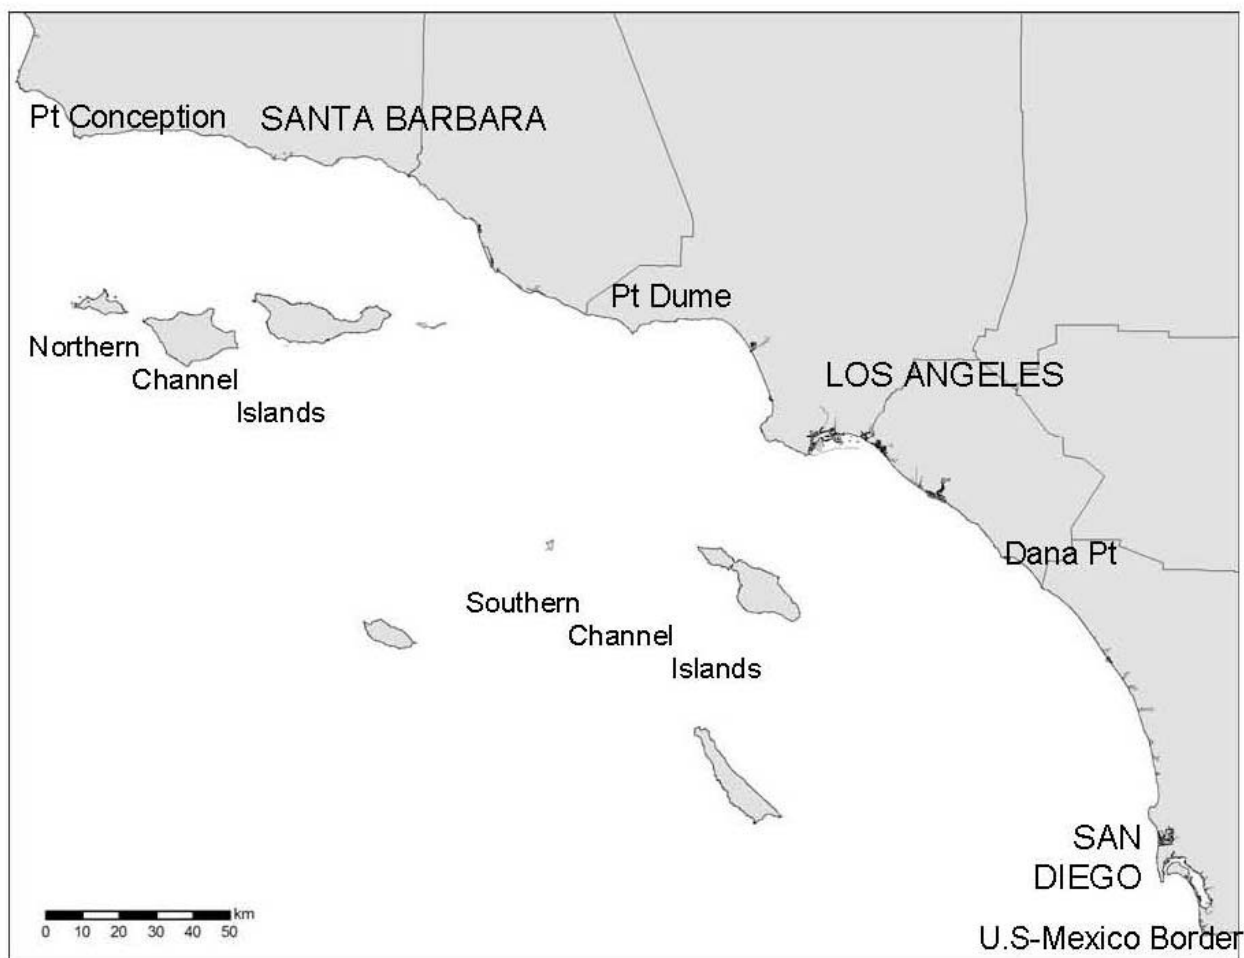 Pt Conception
SANTA BARBARA
Pt Dume
Northern
Channel
Islands
LOS ANGELES
Dana Pt
Southern
Channel
Islands
SAN
DIEGO
km
0 10 20 30 40 50
U.S-Mexico Border